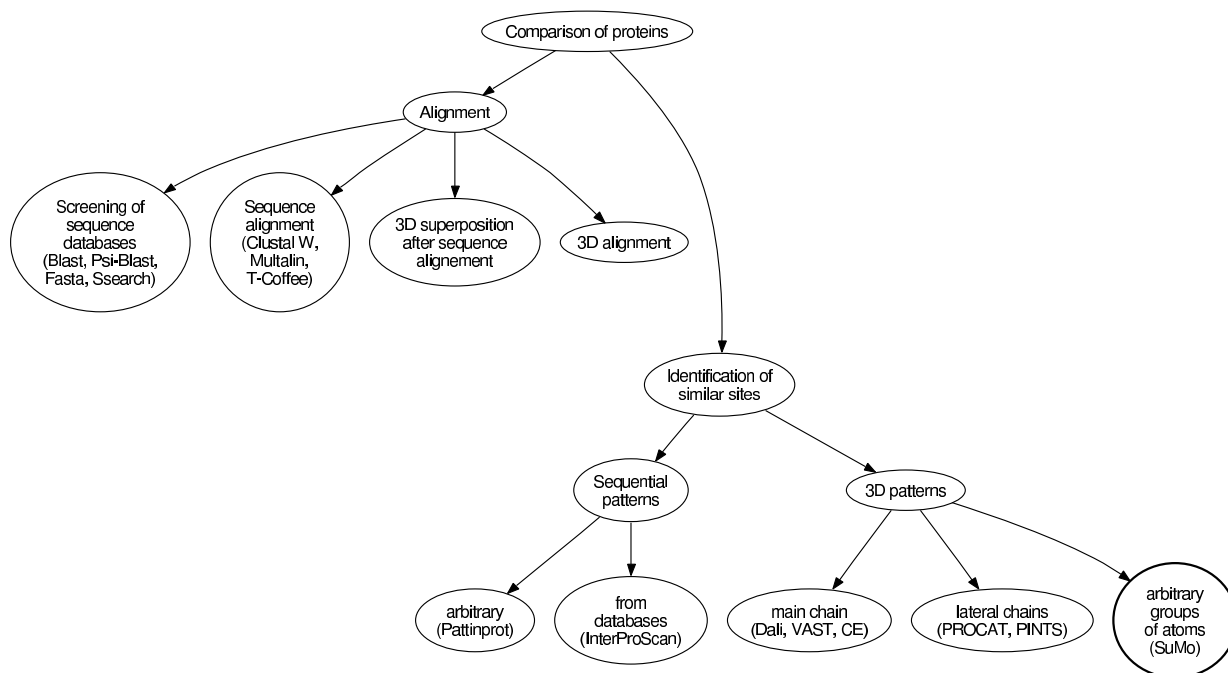 Comparison of proteins
Alignment
Screening of
sequence
databases
(Blast, Psi-Blast,
Fasta, Ssearch)
Sequence
alignment
(Clustal W,
Multalin,
T-Coffee)
3D superposition
after sequence
alignement
3D alignment
Identification of
similar sites
Sequential
patterns
3D patterns
arbitrary
(Pattinprot)
from
databases
(InterProScan)
main chain
(Dali, VAST, CE)
lateral chains
(PROCAT, PINTS)
arbitrary
groups
of atoms
(SuMo)